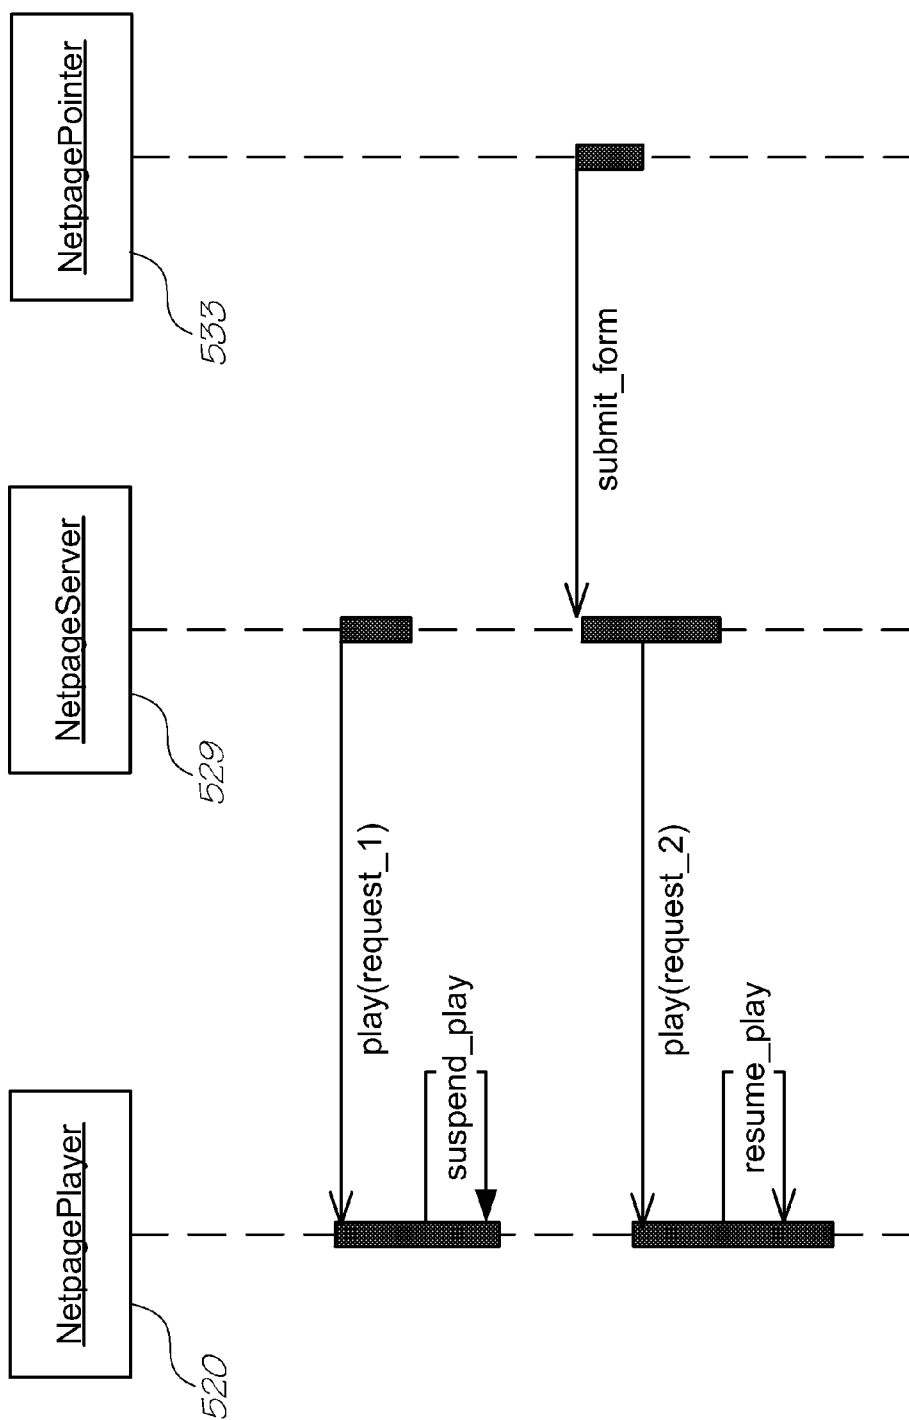 NetpagePlayer
NetpageServer
NetpagePointer
520
529
533
play(request_1)
suspend_play
submit_form
play(request_2)
resume_play